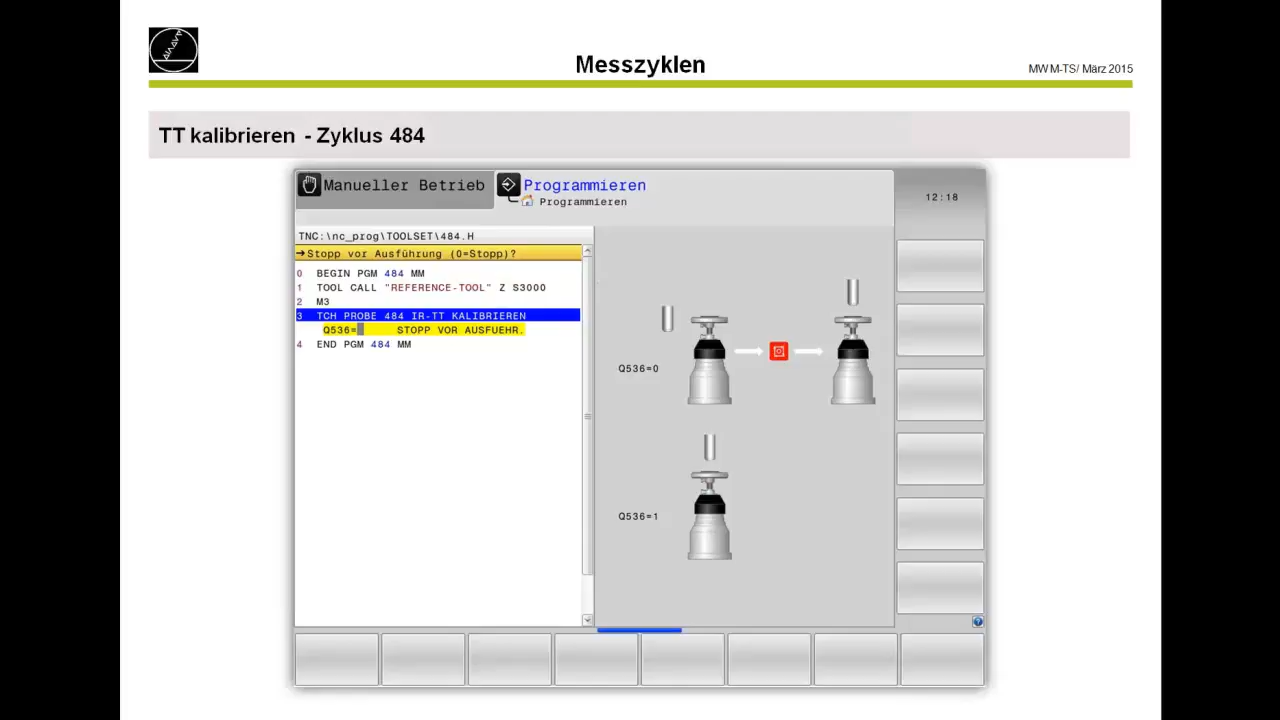 Messzyklen
MWM-TS/ März 2015
TT kalibrieren - Zyklus 484
Manueller Betrieb
Programmieren
Programmieren
12:18
TNC:\nc_prog\TOOLSET\484.H
→Stopp vor Ausführung (0=Stopp)?
0 BEGIN PGM 484 MM
1 TOOL CALL "REFERENCE-TOOL" Z S3000
2 M3
3 TCH PROBE 484 IR-TT KALIBRIEREN
Q536= STOPP VOR AUSFUEHR.
4 END PGM 484 MM
Q536=0
Q536=1